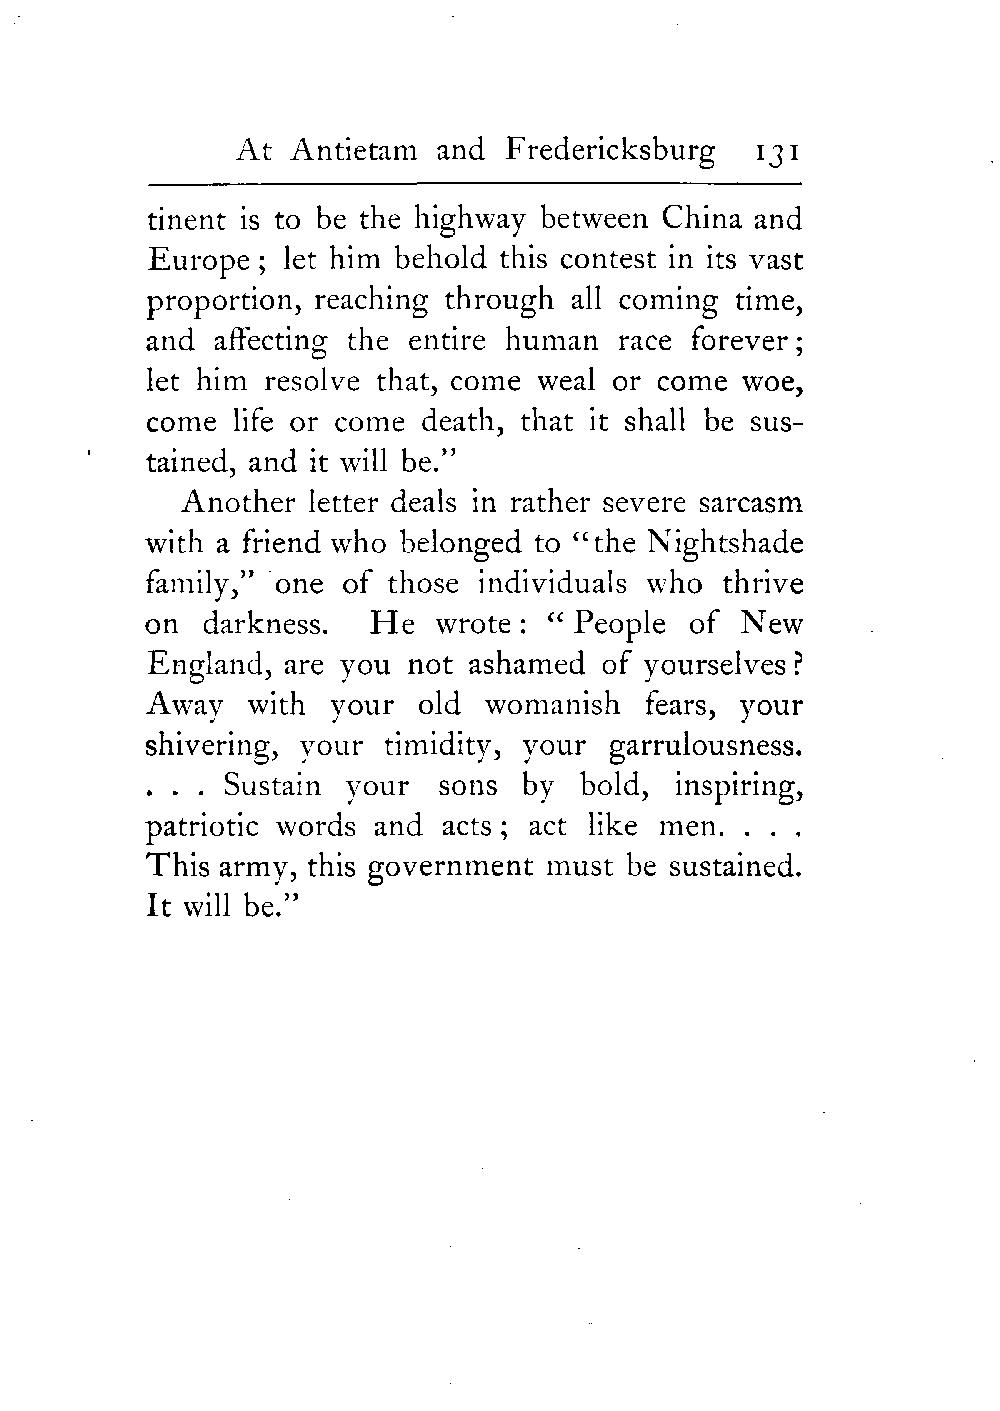 At Antietam and Fredericksburg 131
tinent is to be the highway between China and
Europe; let him behold this contest in its vast
proportion, reaching through all coming time,
and affecting the entire human race forever;
let him resolve that, come weal or come woe,
come life or come death, that it shall be sus-
tained, and it will be."
Another letter deals in rather severe sarcasm
with a friend who belonged to "the Nightshade
family," one of those individuals who thrive
on darkness. He wrote: "People of New
England, are you not ashamed of yourselves?
Away with your old womanish fears, your
shivering, your timidity, your garrulousness.
. . . Sustain your sons by bold, inspiring,
patriotic words and acts; act like men. . . .
This army, this government must be sustained.
It will be."